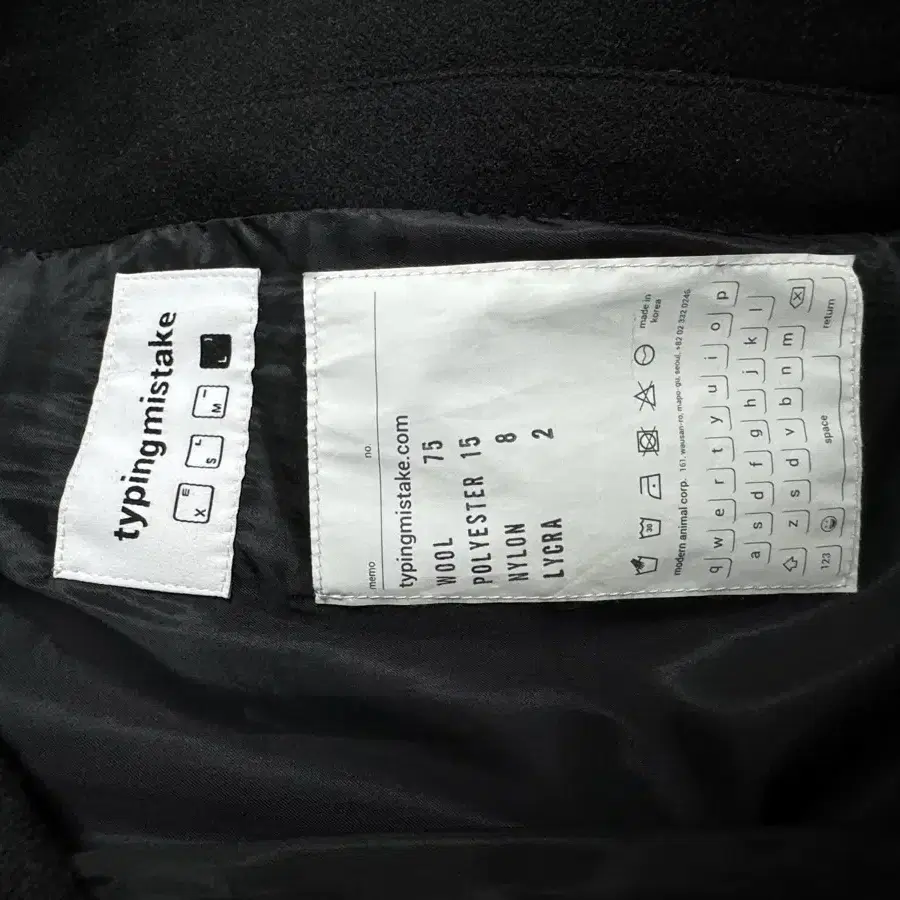 typingmistake
X E S L M L
memo no.
typingmistake.com
WOOL 75
POLYESTER 15
NYLON 8
LYCRA 2
30
made in
korea
modern animal corp. 161, wausan-ro, mapo-gu, seoul. +82 02 332 0246
q w e r t y u i o p
a s d f g h j k l
z s d v b n m
123 space return